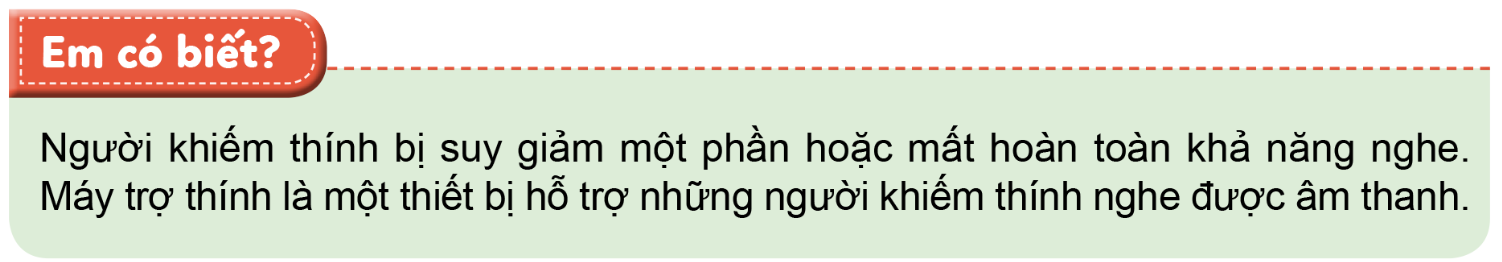 Em có biết?
Người khiếm thính bị suy giảm một phần hoặc mất hoàn toàn khả năng nghe.
Máy trợ thính là một thiết bị hỗ trợ những người khiếm thính nghe được âm thanh.